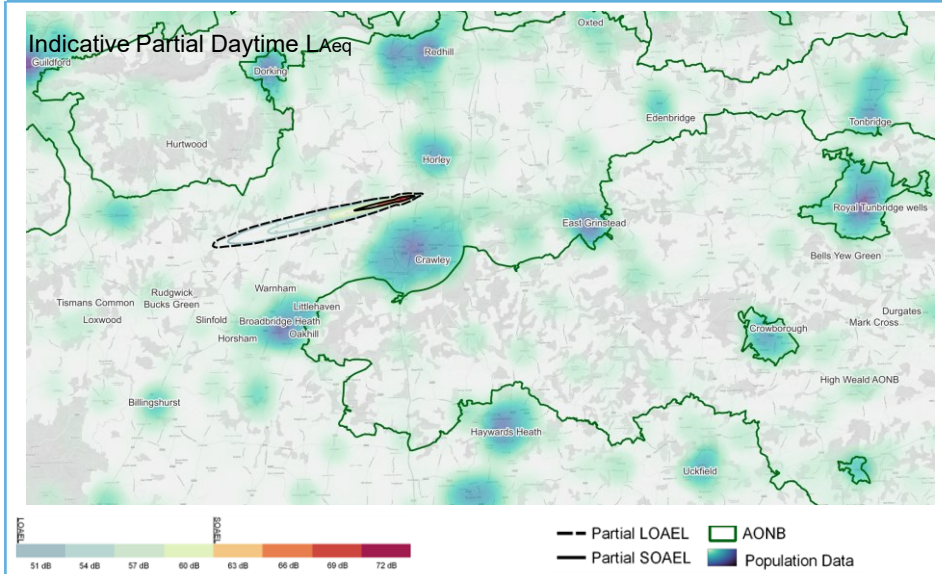 Indicative Partial Daytime LAeq
Oxted
Guildford
Redhill
Dorking
Edenbridge
Tonbridge
Hurtwood
Horley
Royal Tunbridge wells
East Grinstead
Crawley
Bells Yew Green
Warnham
Rudgwick
Tismans Common
Bucks Green
Littlehaven
Loxwood
Slinfold
Broadbridge Heath
Durgates
Mark Cross
Oakhill
Horsham
Crowborough
High Weald AONB
Billingshurst
Haywards Heath
Uckfield
LOAEL
SOAEL
51 dB 54 dB 57 dB 60 dB 63 dB 66 dB 69 dB 72 dB
Partial LOAEL
AONB
Partial SOAEL
Population Data